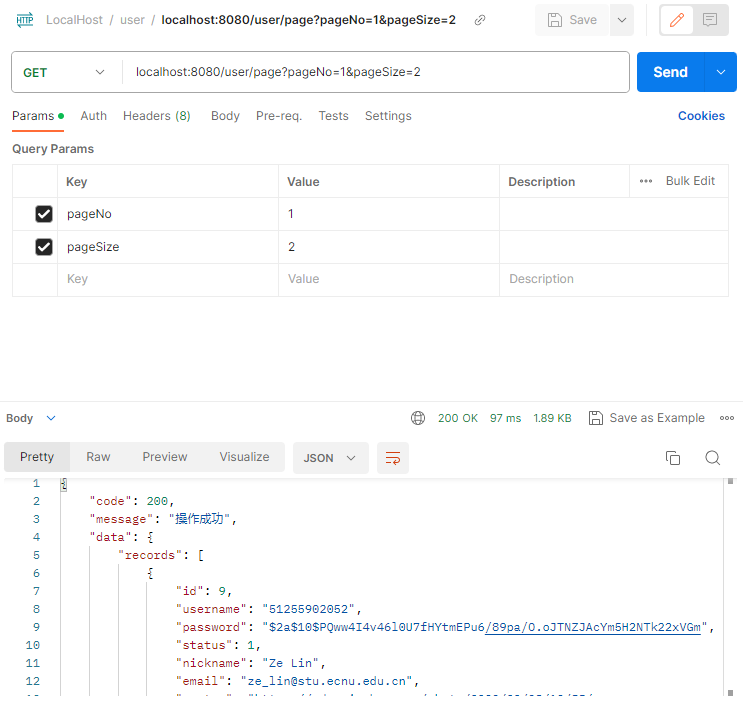 HTTP LocalHost / user / localhost:8080/user/page?pageNo=1&pageSize=2 Save
GET localhost:8080/user/page?pageNo=1&pageSize=2 Send
Params Auth Headers (8) Body Pre-req. Tests Settings Cookies
Query Params
Key Value Description Bulk Edit
pageNo 1
pageSize 2
Key Value Description
Body 200 OK 97 ms 1.89 KB Save as Example
Pretty Raw Preview Visualize JSON
1 {
2 "code": 200,
3 "message": "操作成功",
4 "data": {
5 "records": [
6 {
7 "id": 9,
8 "username": "51255902052",
9 "password": "$2a$10$PQww4I4v46l0U7fHYtmEPu6/89pa/O.oJTNZJAcYm5H2NTk22xVGm",
10 "status": 1,
11 "nickname": "Ze Lin",
12 "email": "ze_lin@stu.ecnu.edu.cn",